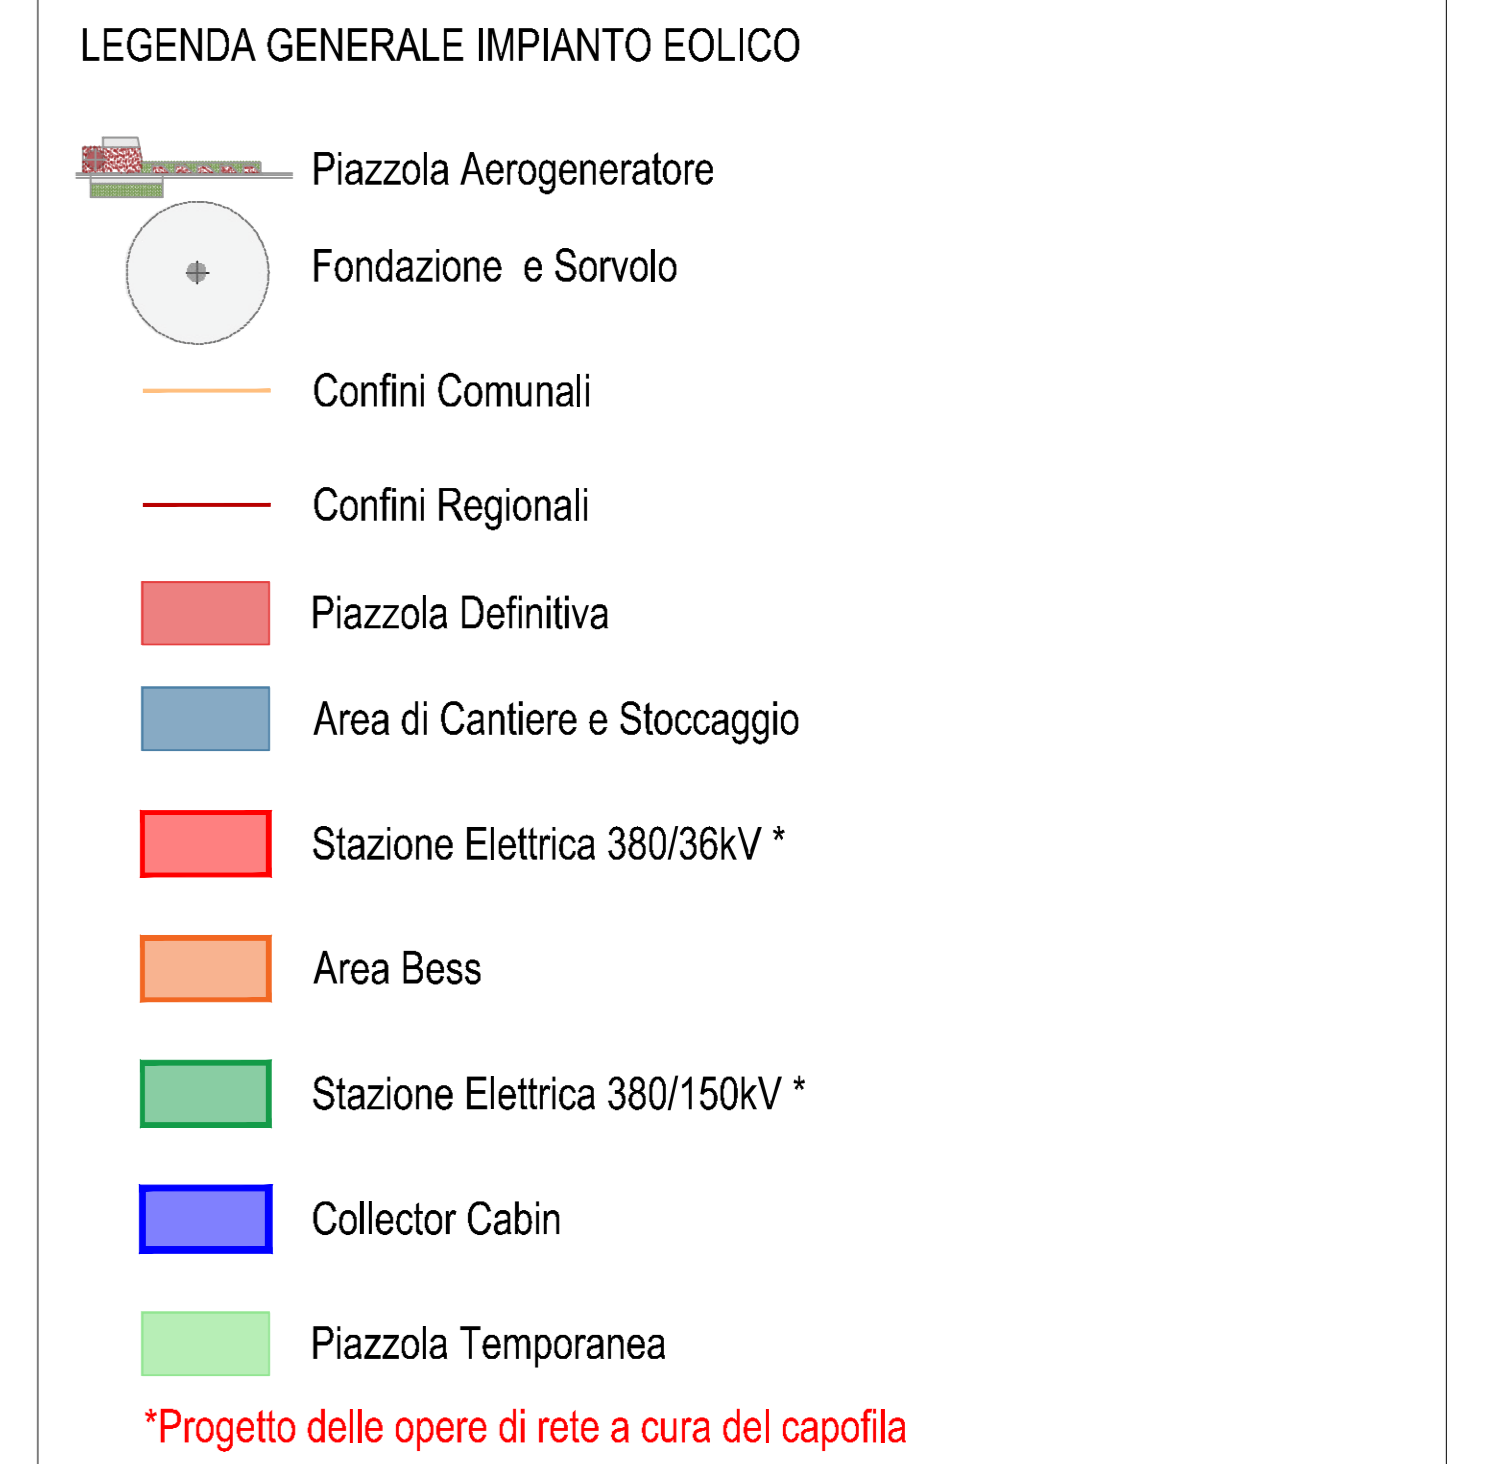 LEGENDA GENERALE IMPIANTO EOLICO
Piazzola Aerogeneratore
Fondazione e Sorvolo
Confini Comunali
Confini Regionali
Piazzola Definitiva
Area di Cantiere e Stoccaggio
Stazione Elettrica 380/36kV *
Area Bess
Stazione Elettrica 380/150kV *
Collector Cabin
Piazzola Temporanea
*Progetto delle opere di rete a cura del capofila